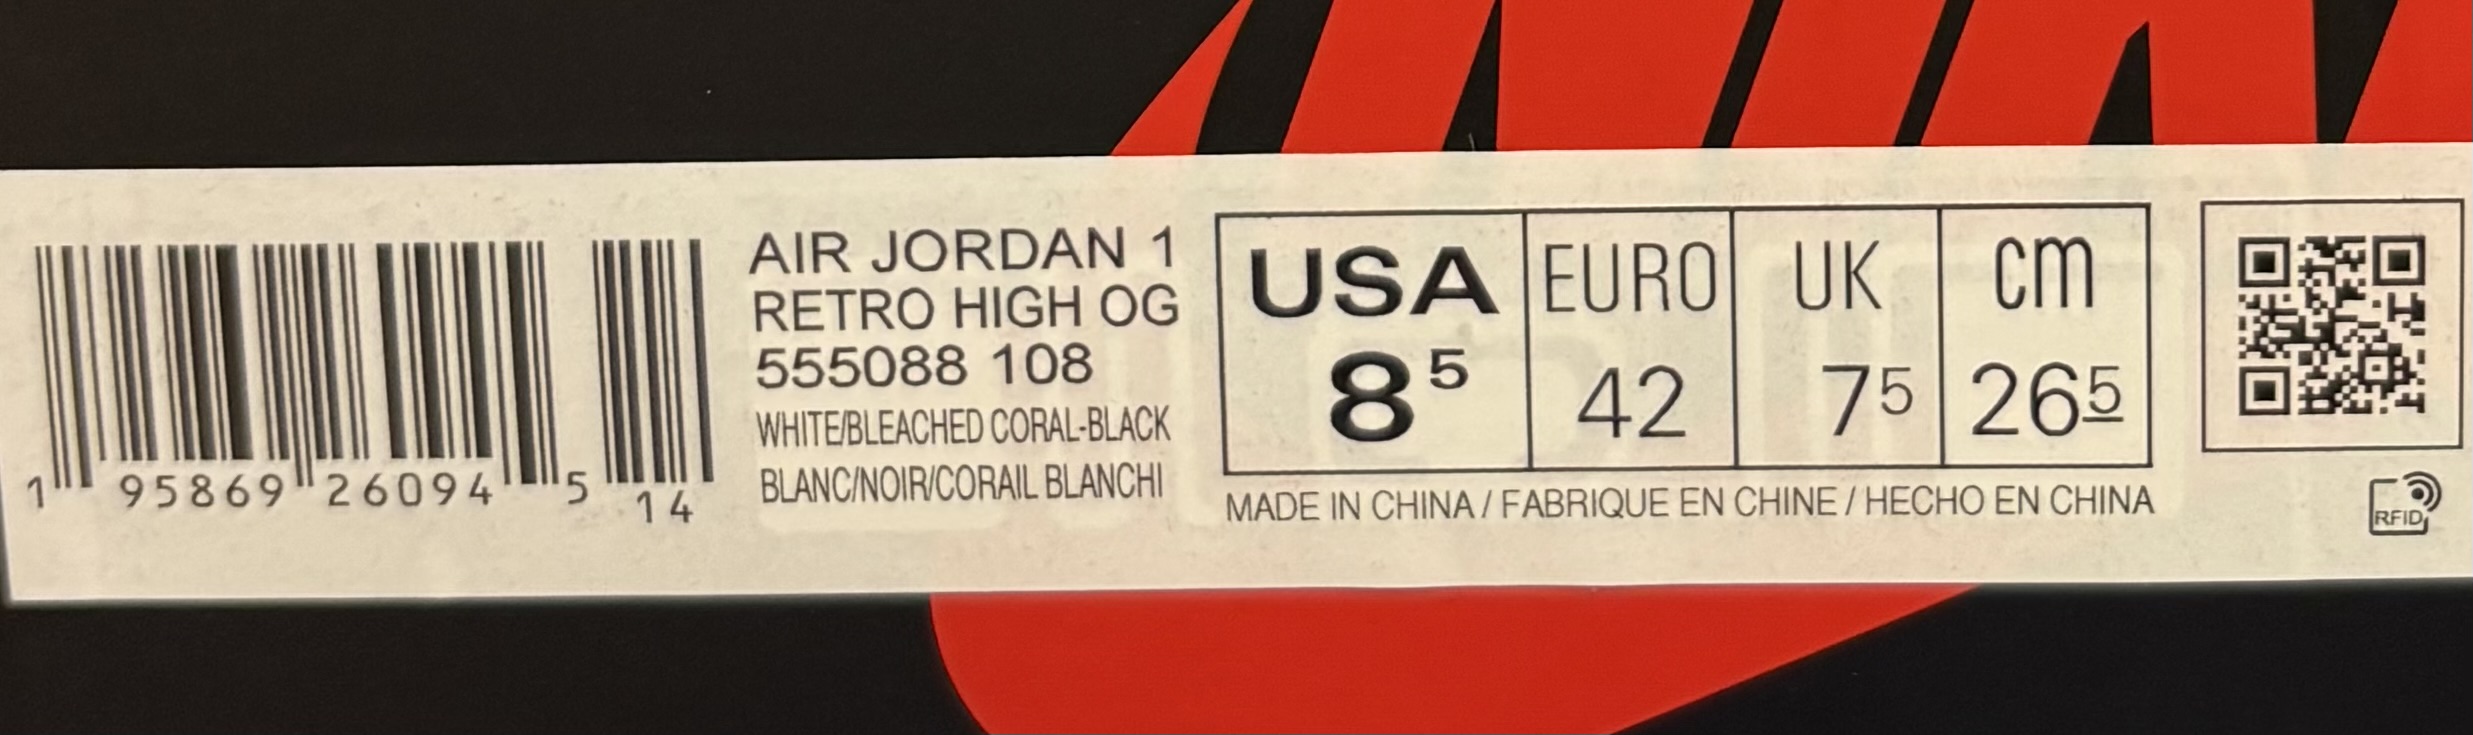 AIR JORDAN 1
RETRO HIGH OG
555088 108
WHITE/BLEACHED CORAL-BLACK
BLANC/NOIR/CORAIL BLANCHI
1 95869 26094 5 14
USA EURO UK cm
8 5 42 7 5 26 5
MADE IN CHINA / FABRIQUE EN CHINE / HECHO EN CHINA
RFID